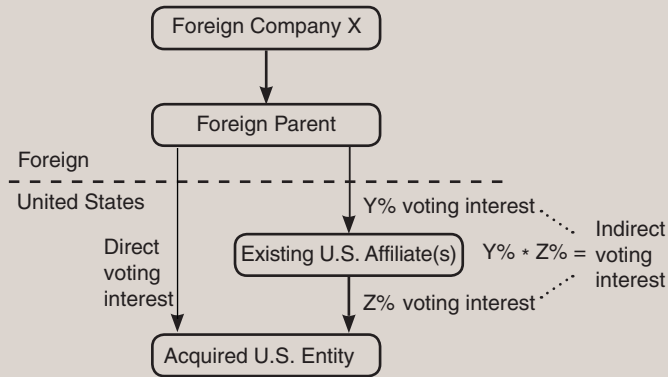 Foreign Company X
Foreign Parent
Foreign
United States
Direct
voting
interest
Y% voting interest
Existing U.S. Affiliate(s)
Y% * Z% =
Indirect
voting
interest
Z% voting interest
Acquired U.S. Entity